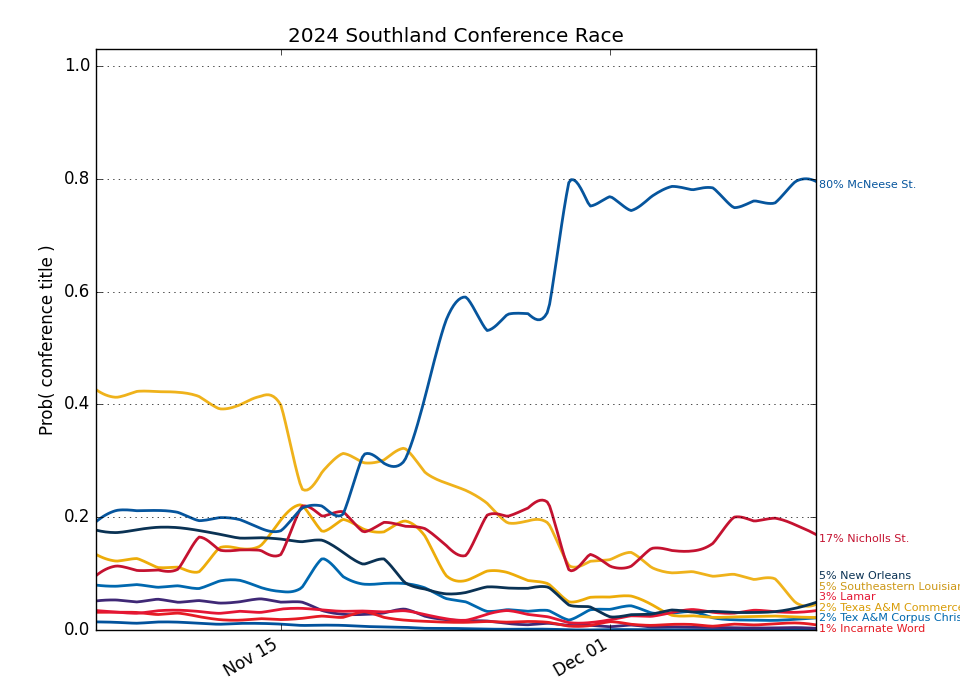 2024 Southland Conference Race
Prob( conference title )
1.0
0.8
0.6
0.4
0.2
0.0
Nov 15
Dec 01
80% McNeese St.
17% Nicholls St.
5% New Orleans
5% Southeastern Louisian
3% Lamar
2% Texas A&M Commerce
2% Tex A&M Corpus Chris
1% Incarnate Word